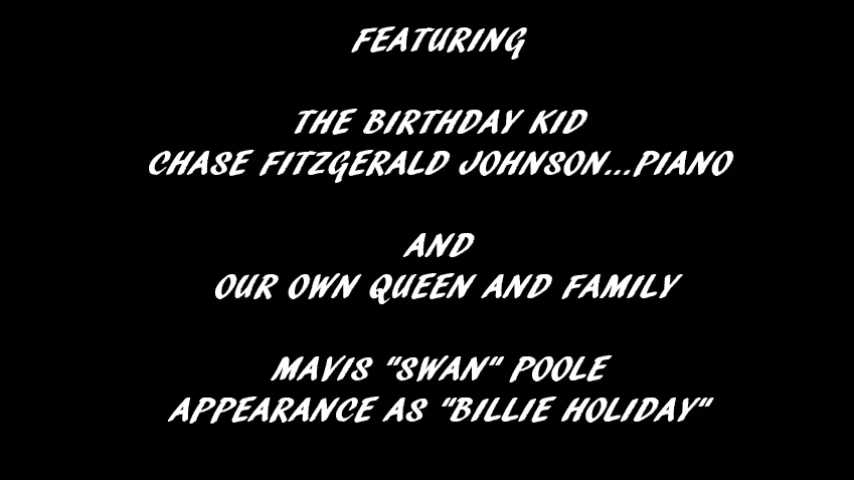 FEATURING
THE BIRTHDAY KID
CHASE FITZGERALD JOHNSON...PIANO
AND
OUR OWN QUEEN AND FAMILY
MAVIS "SWAN" POOLE
APPEARANCE AS "BILLIE HOLIDAY"